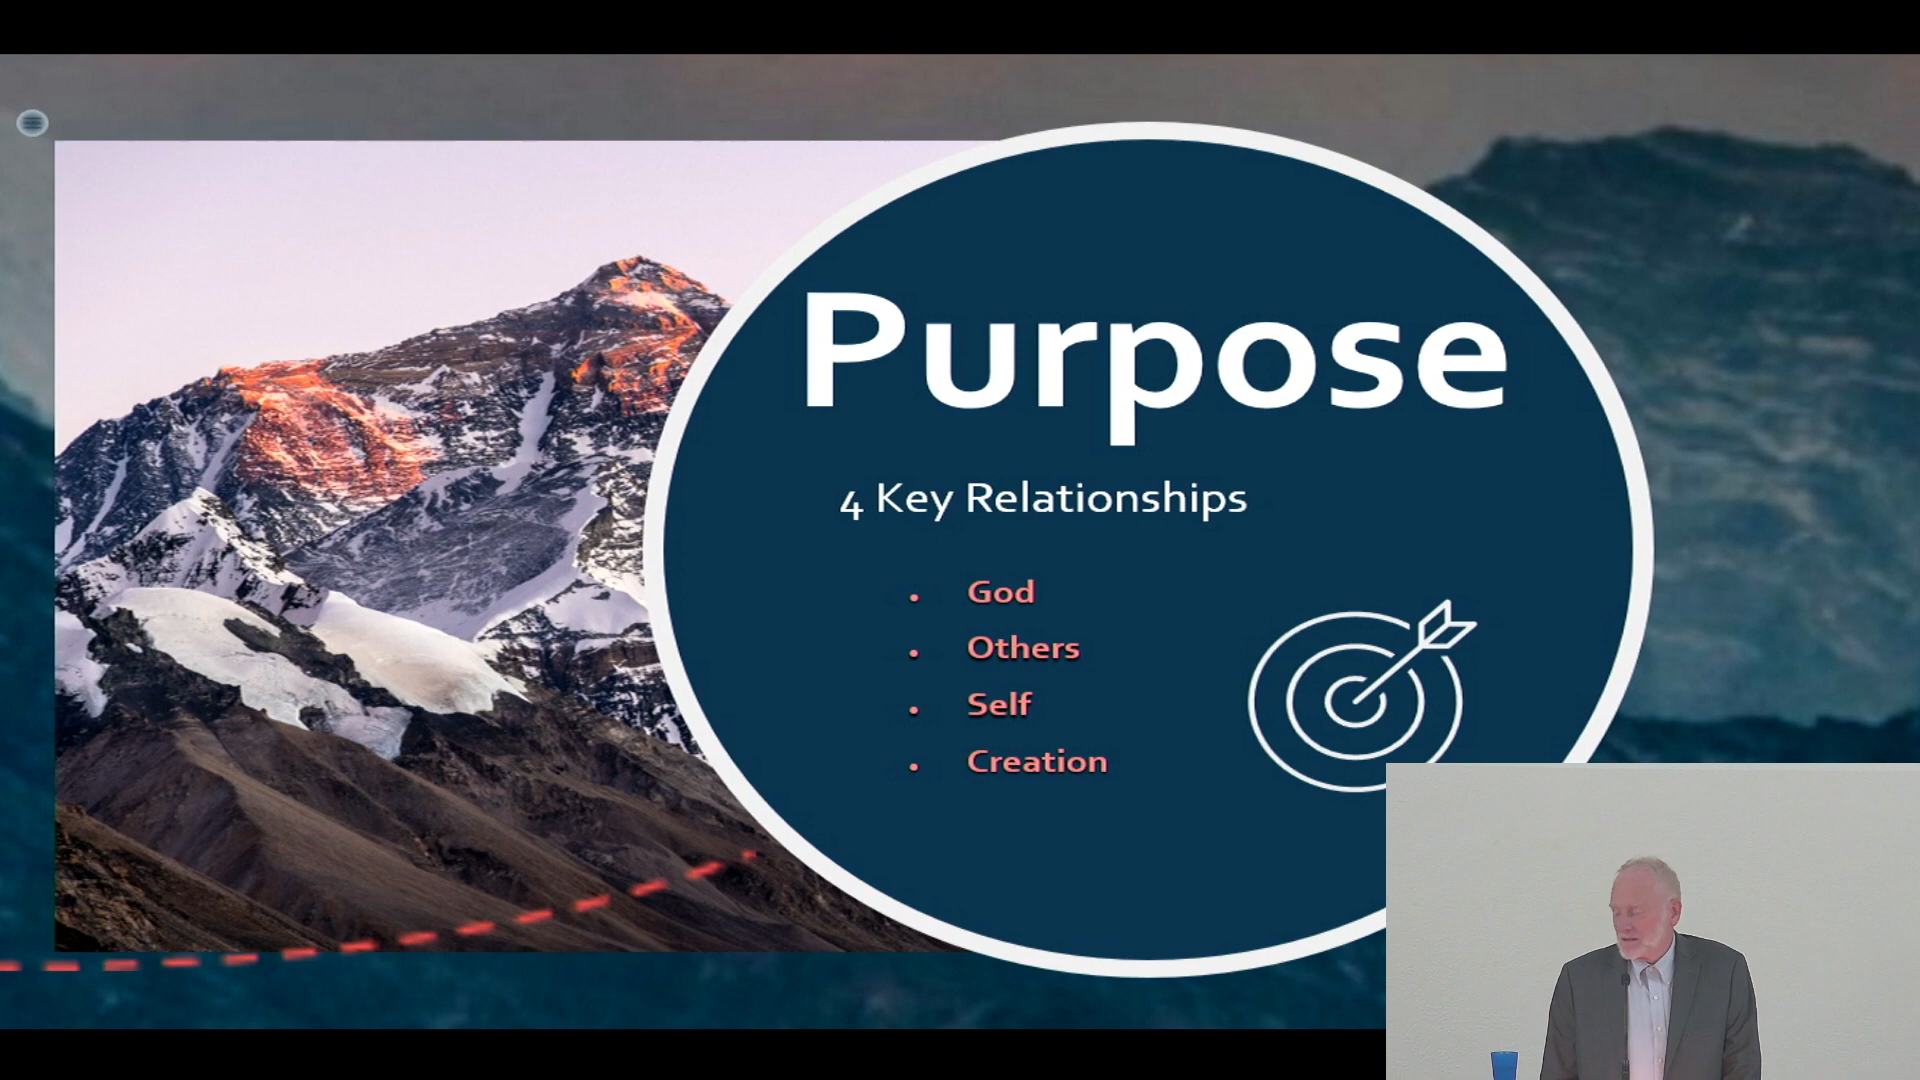 Purpose
4 Key Relationships
• God
• Others
• Self
• Creation